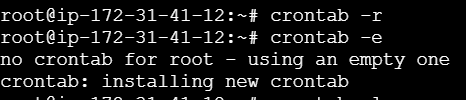 root@ip-172-31-41-12:~# crontab -r
root@ip-172-31-41-12:~# crontab -e
no crontab for root - using an empty one
crontab: installing new crontab